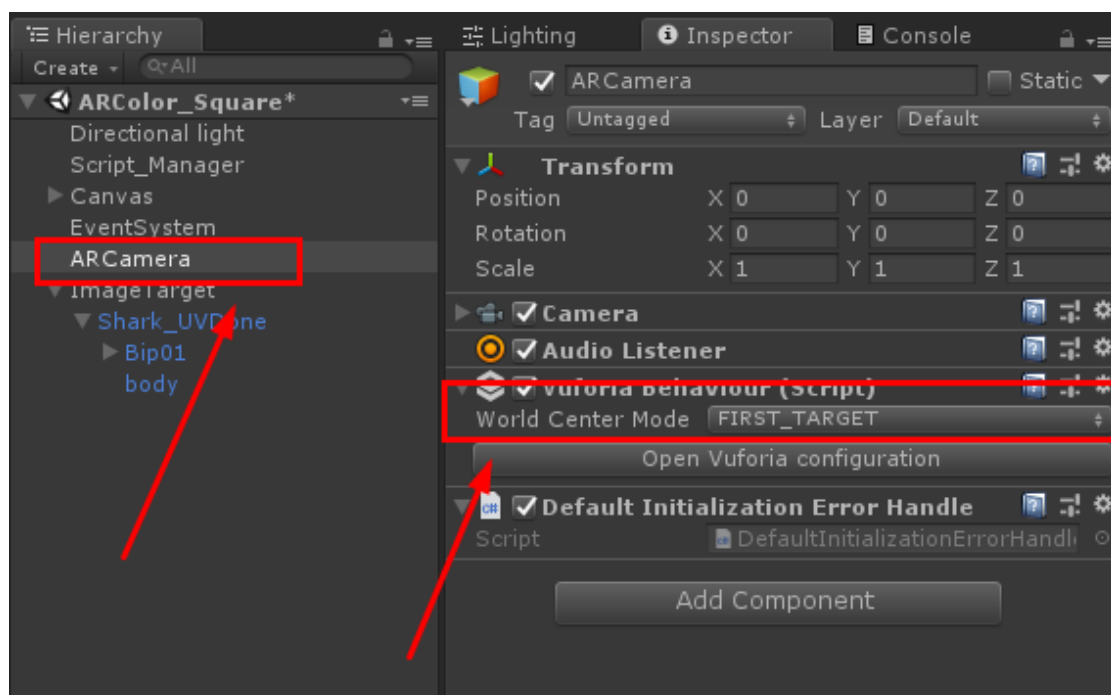 Hierarchy
Create
All
ARColor_Square*
Directional light
Script_Manager
Canvas
EventSystem
ARCamera
ImageTarget
Shark_UVDone
Bip01
body
Lighting
Inspector
Console
ARCamera
Static
Tag Untagged
Layer Default
Transform
Position X 0 Y 0 Z 0
Rotation X 0 Y 0 Z 0
Scale X 1 Y 1 Z 1
Camera
Audio Listener
Vuforia Behaviour (Script)
World Center Mode FIRST_TARGET
Open Vuforia configuration
Default Initialization Error Handle
Script DefaultInitializationErrorHandl
Add Component